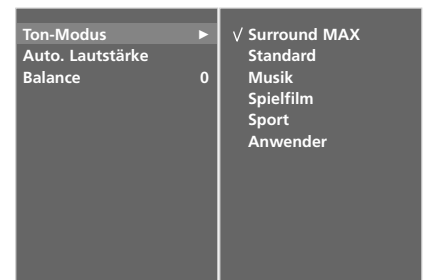 Ton-Modus ►
Auto. Lautstärke
Balance 0
√ Surround MAX
Standard
Musik
Spielfilm
Sport
Anwender